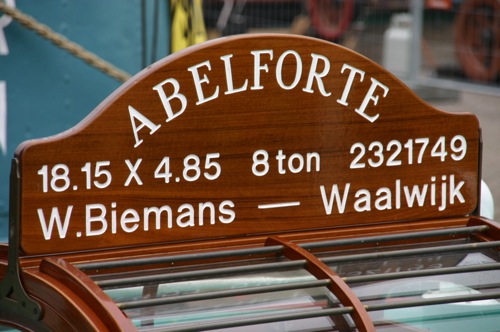 ABELFORTE
18.15 X 4.85 8 ton 2321749
W. Biemans — Waalwijk